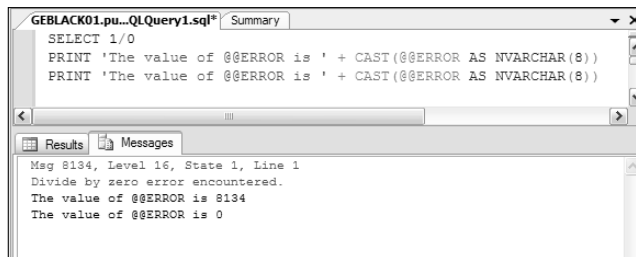 GEBLACK01.pu...QLQuery1.sql* Summary
SELECT 1/0
PRINT 'The value of @@ERROR is ' + CAST(@@ERROR AS NVARCHAR(8))
PRINT 'The value of @@ERROR is ' + CAST(@@ERROR AS NVARCHAR(8))
Results Messages
Msg 8134, Level 16, State 1, Line 1
Divide by zero error encountered.
The value of @@ERROR is 8134
The value of @@ERROR is 0